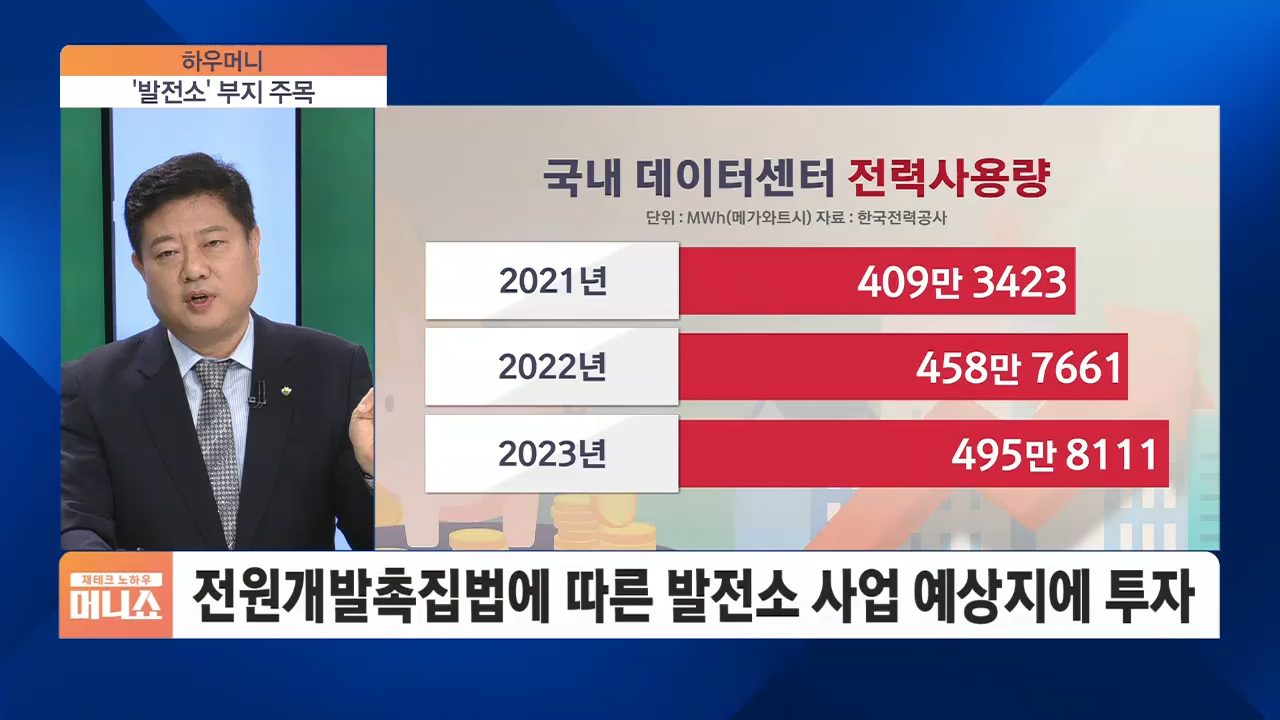 하우머니
'발전소' 부지 주목
국내 데이터센터 전력사용량
단위 : MWh(메가와트시) 자료 : 한국전력공사
2021년 409만 3423
2022년 458만 7661
2023년 495만 8111
재테크 노하우
머니쇼
전원개발촉집법에 따른 발전소 사업 예상지에 투자